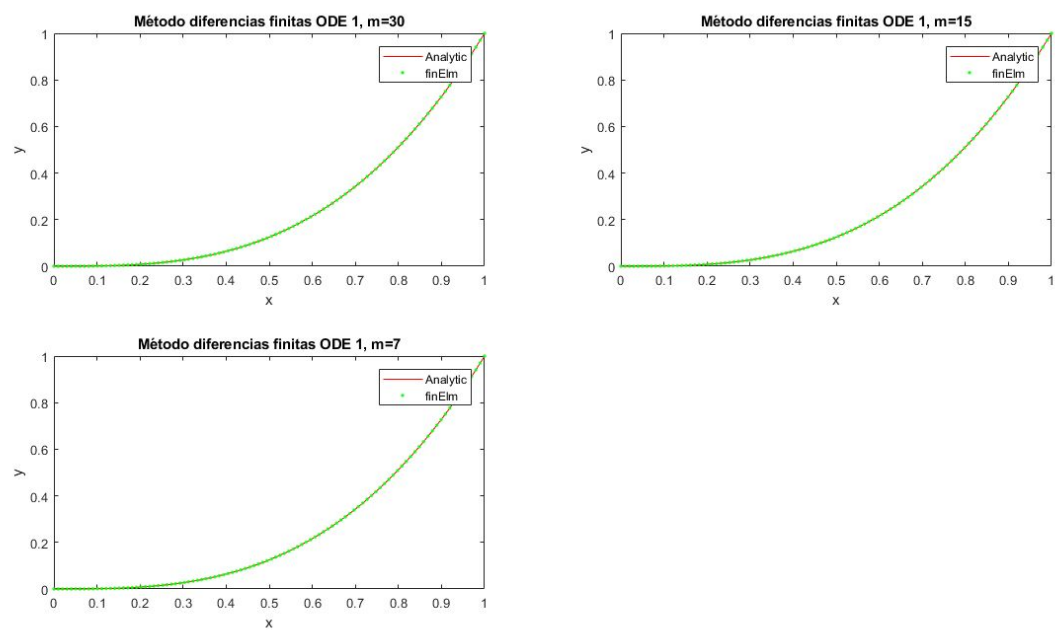 Método diferencias finitas ODE 1, m=30
1
0.8
0.6
0.4
0.2
0
y
Analytic
finElm
0 0.1 0.2 0.3 0.4 0.5 0.6 0.7 0.8 0.9 1
x
Método diferencias finitas ODE 1, m=15
1
0.8
0.6
0.4
0.2
0
y
Analytic
finElm
0 0.1 0.2 0.3 0.4 0.5 0.6 0.7 0.8 0.9 1
x
Método diferencias finitas ODE 1, m=7
1
0.8
0.6
0.4
0.2
0
y
Analytic
finElm
0 0.1 0.2 0.3 0.4 0.5 0.6 0.7 0.8 0.9 1
x